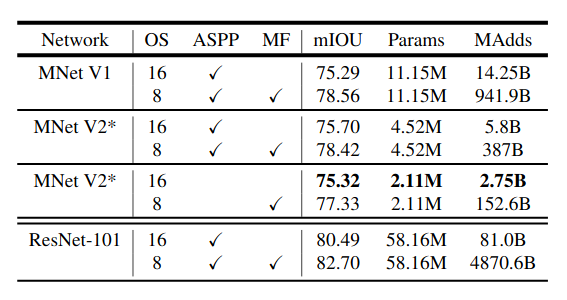 Network OS ASPP MF mIOU Params MAdds
MNet V1 16 ✓ 75.29 11.15M 14.25B
8 ✓ ✓ 78.56 11.15M 941.9B
MNet V2* 16 ✓ 75.70 4.52M 5.8B
8 ✓ ✓ 78.42 4.52M 387B
MNet V2* 16 75.32 2.11M 2.75B
8 ✓ 77.33 2.11M 152.6B
ResNet-101 16 ✓ 80.49 58.16M 81.0B
8 ✓ ✓ 82.70 58.16M 4870.6B